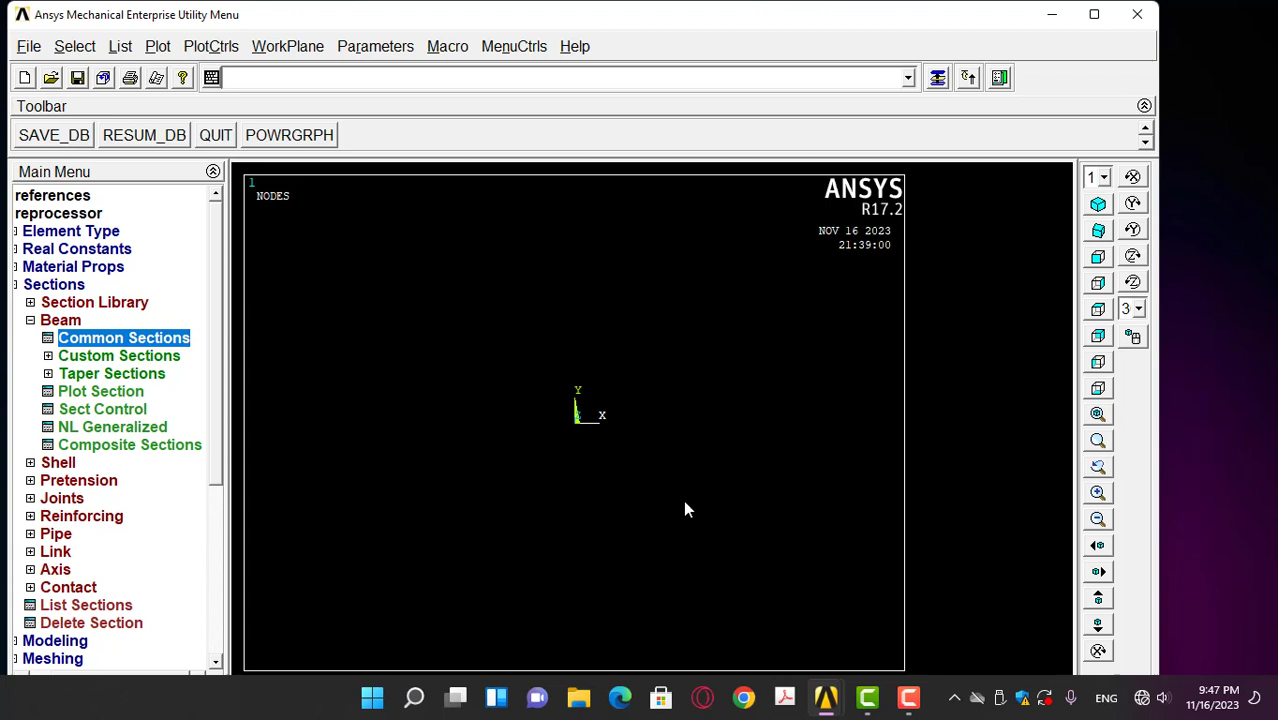 Ansys Mechanical Enterprise Utility Menu
File Select List Plot PlotCtrls WorkPlane Parameters Macro MenuCtrls Help
Toolbar
SAVE_DB RESUM_DB QUIT POWRGRPH
Main Menu
references
reprocessor
Element Type
Real Constants
Material Props
Sections
Section Library
Beam
Common Sections
Custom Sections
Taper Sections
Plot Section
Sect Control
NL Generalized
Composite Sections
Shell
Pretension
Joints
Reinforcing
Pipe
Link
Axis
Contact
List Sections
Delete Section
Modeling
Meshing
1
NODES
ANSYS
R17.2
NOV 16 2023
21:39:00
Y
X
1
3
ENG
9:47 PM
11/16/2023